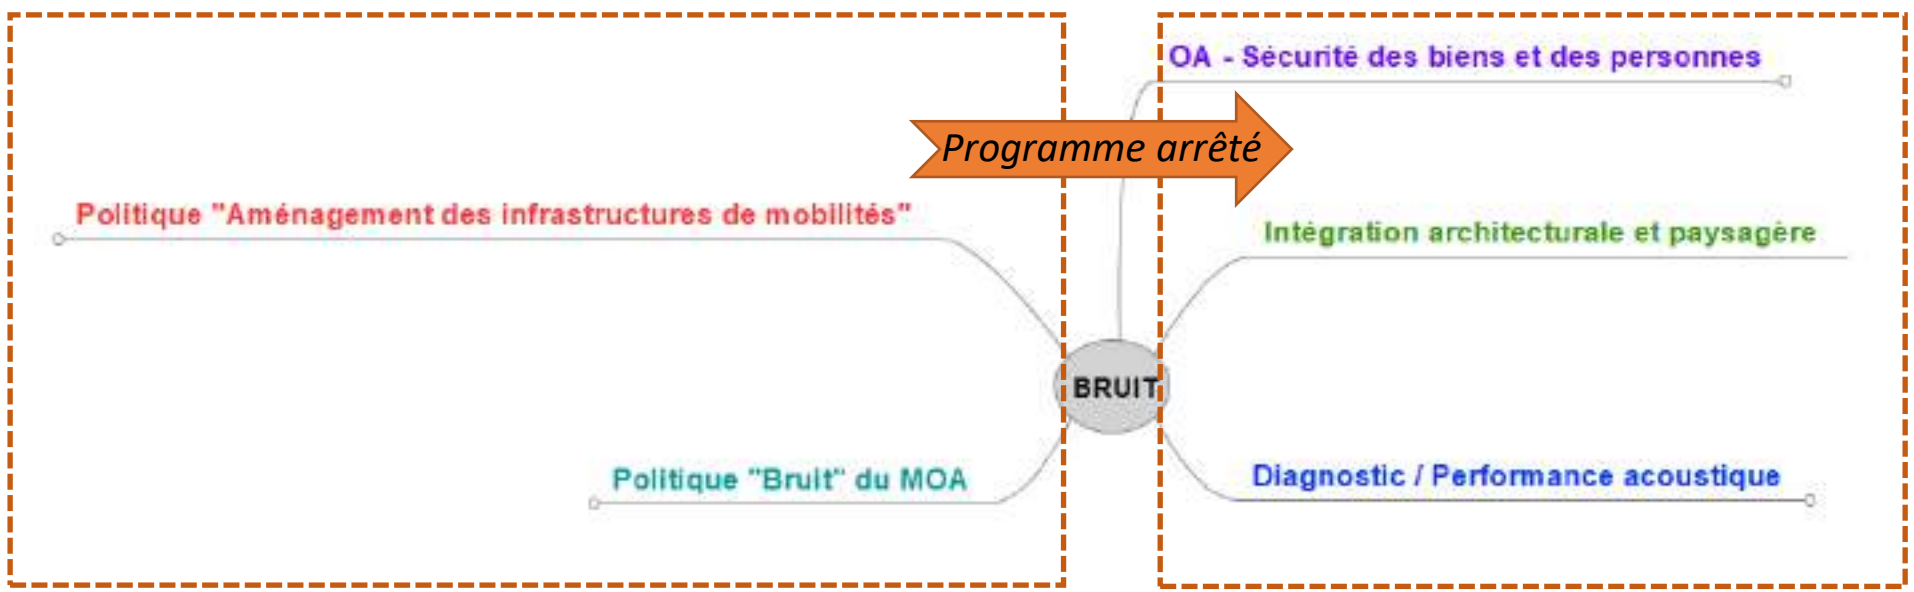 OA - Sécurité des biens et des personnes
Programme arrêté
Politique "Aménagement des infrastructures de mobilités"
Intégration architecturale et paysagère
BRUIT
Politique "Bruit" du MOA
Diagnostic / Performance acoustique